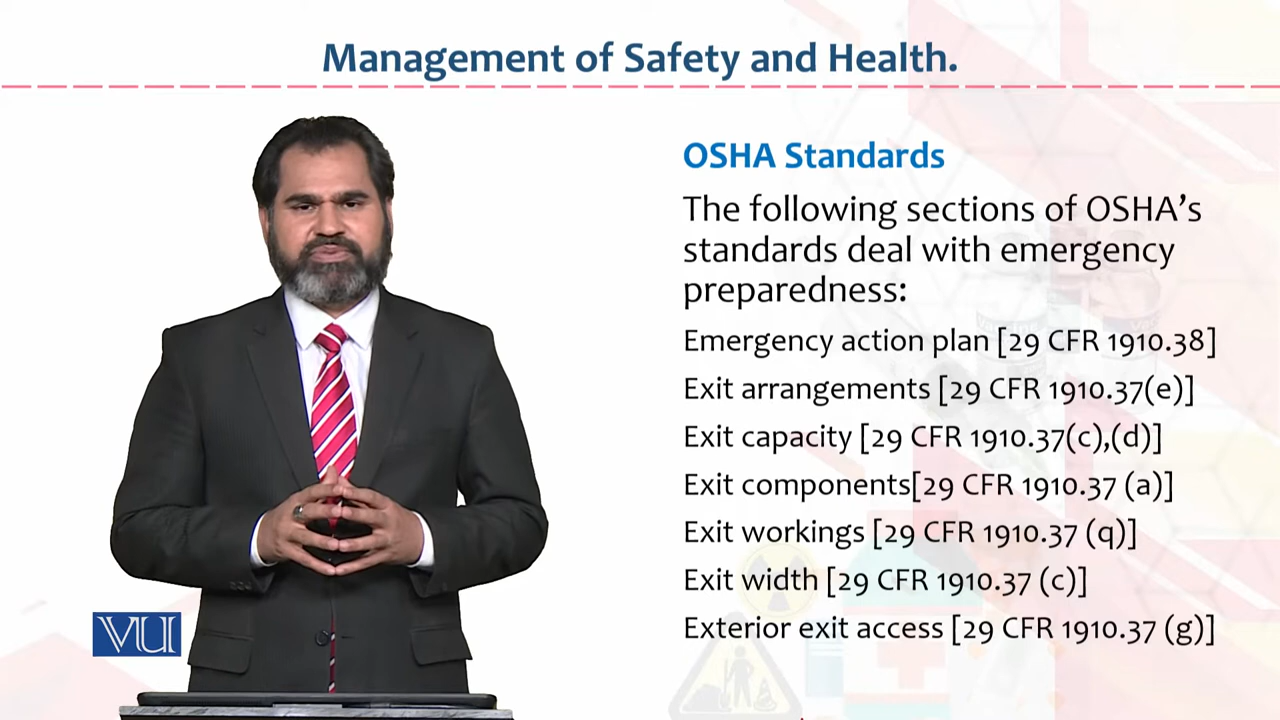 Management of Safety and Health.
OSHA Standards
The following sections of OSHA’s
standards deal with emergency
preparedness:
Emergency action plan [29 CFR 1910.38]
Exit arrangements [29 CFR 1910.37(e)]
Exit capacity [29 CFR 1910.37(c),(d)]
Exit components[29 CFR 1910.37 (a)]
Exit workings [29 CFR 1910.37 (q)]
Exit width [29 CFR 1910.37 (c)]
Exterior exit access [29 CFR 1910.37 (g)]
VU